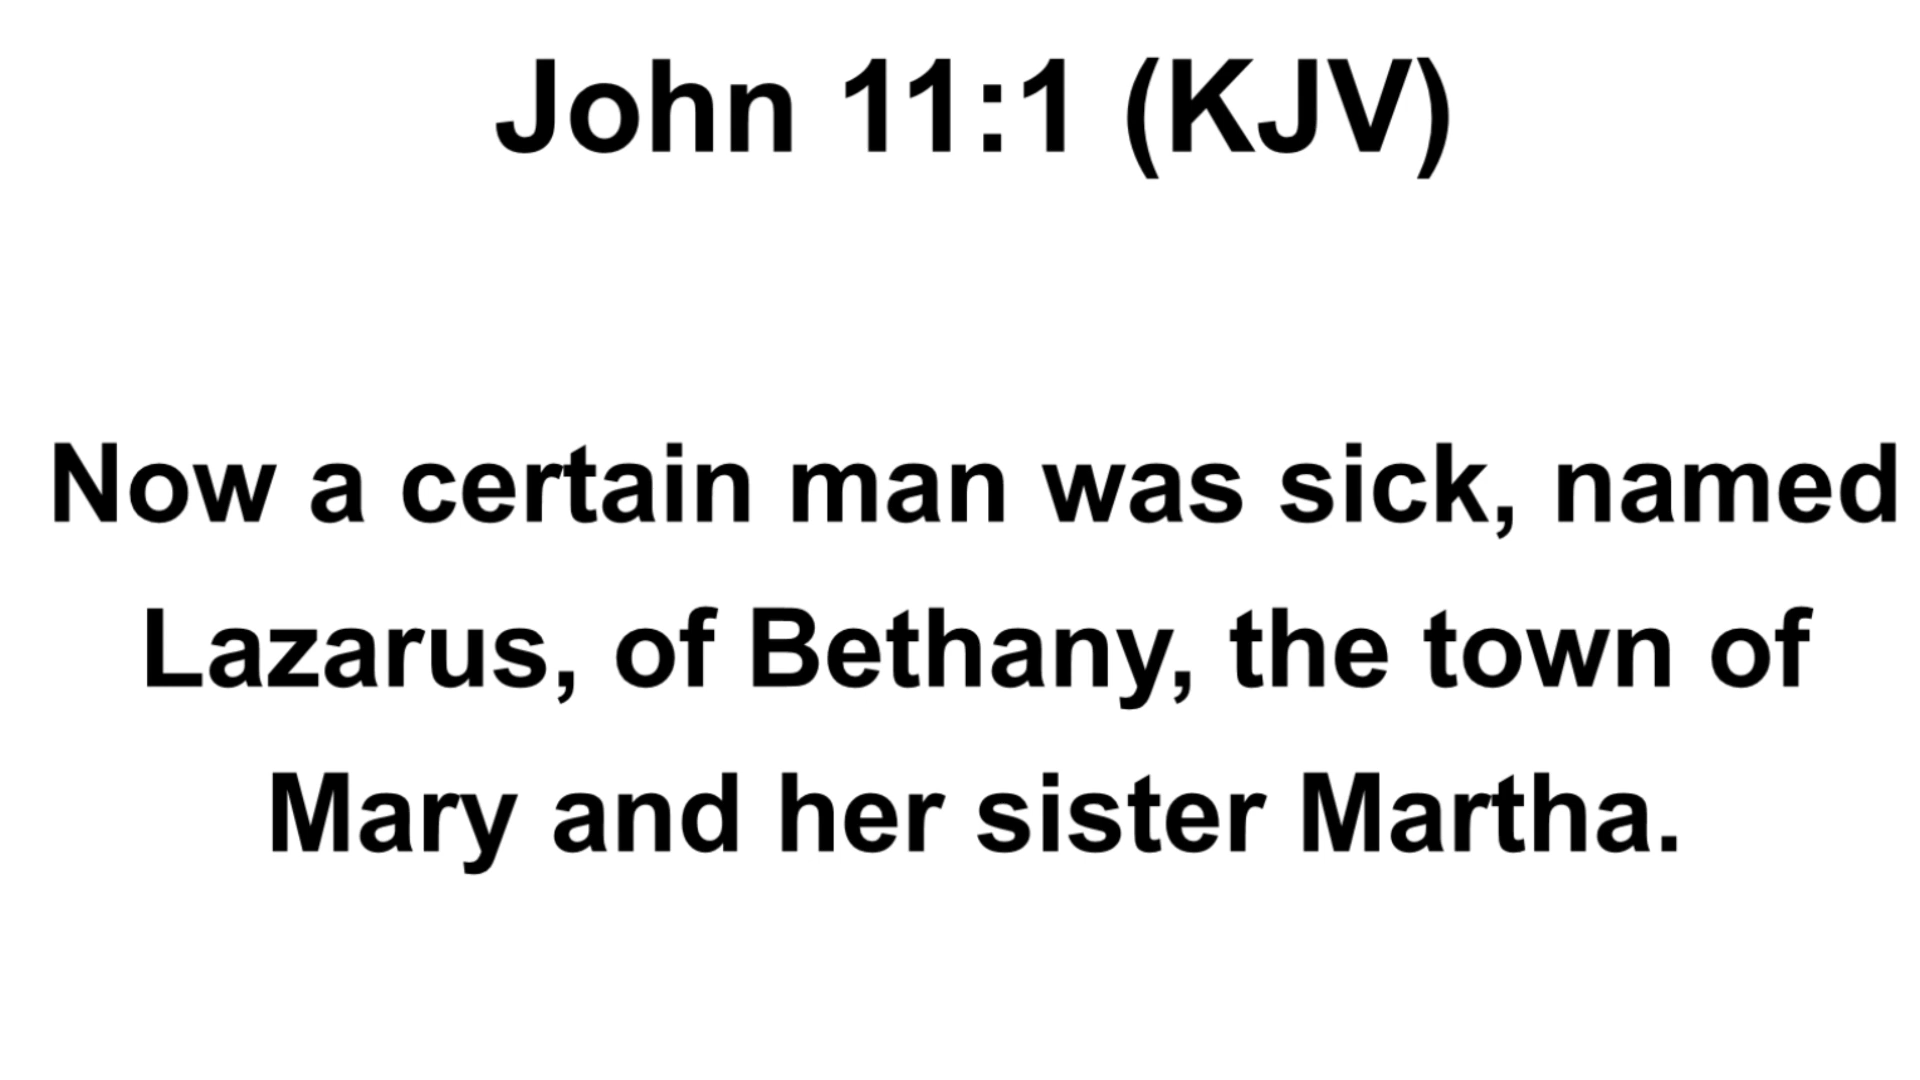 John 11:1 (KJV)
Now a certain man was sick, named
Lazarus, of Bethany, the town of
Mary and her sister Martha.